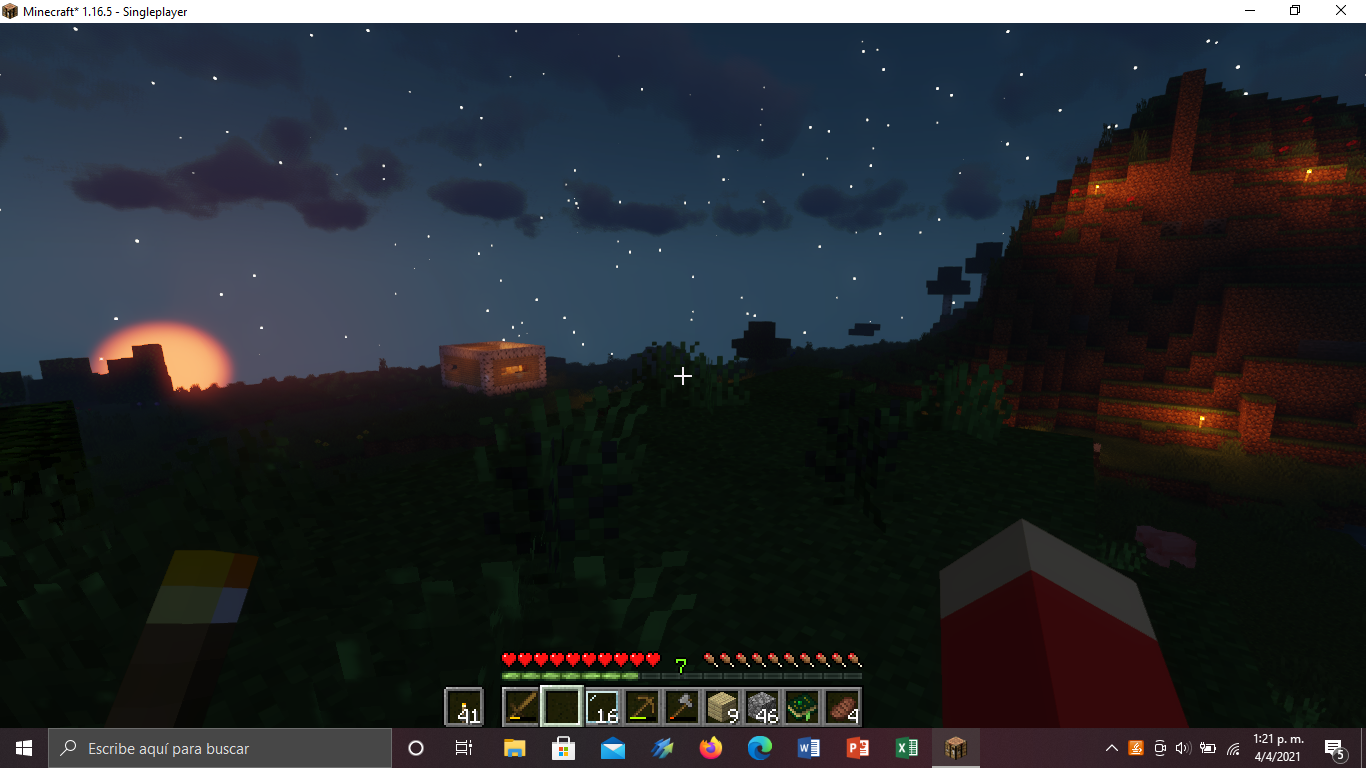 Minecraft* 1.16.5 - Singleplayer
7
41
16
9
46
4
Escribe aquí para buscar
1:21 p. m.
4/4/2021
5